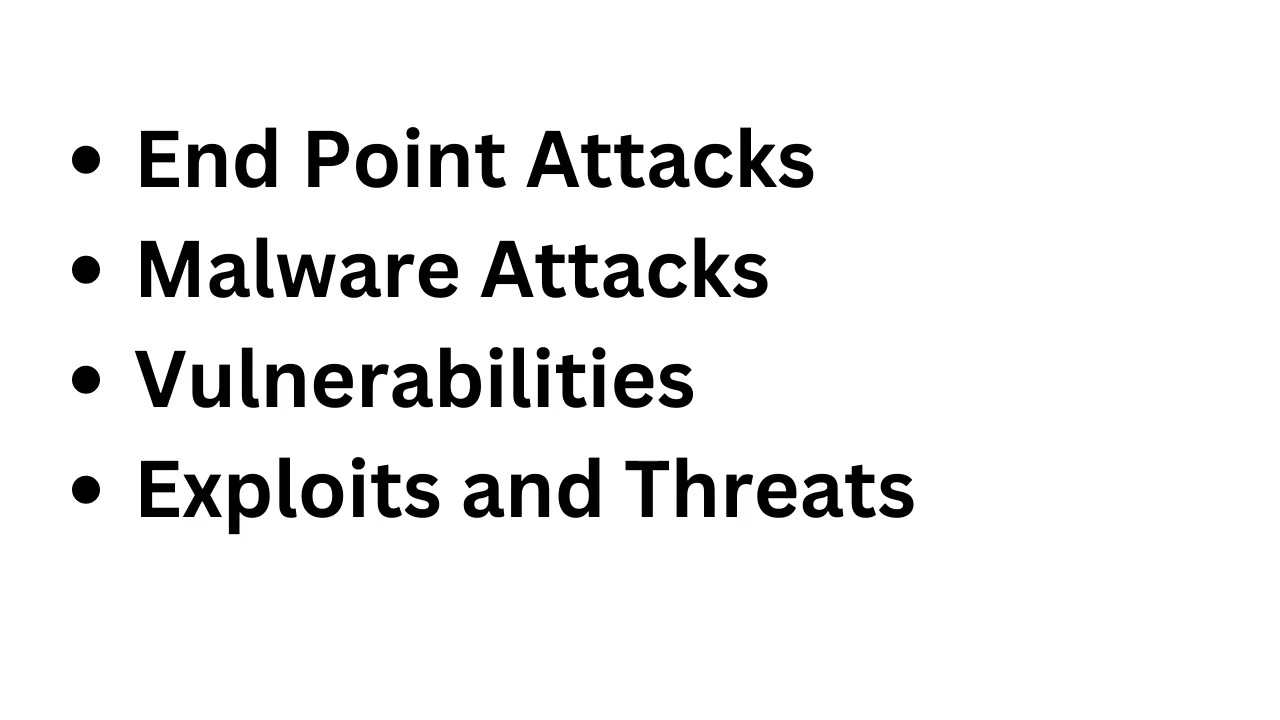 • End Point Attacks
• Malware Attacks
• Vulnerabilities
• Exploits and Threats